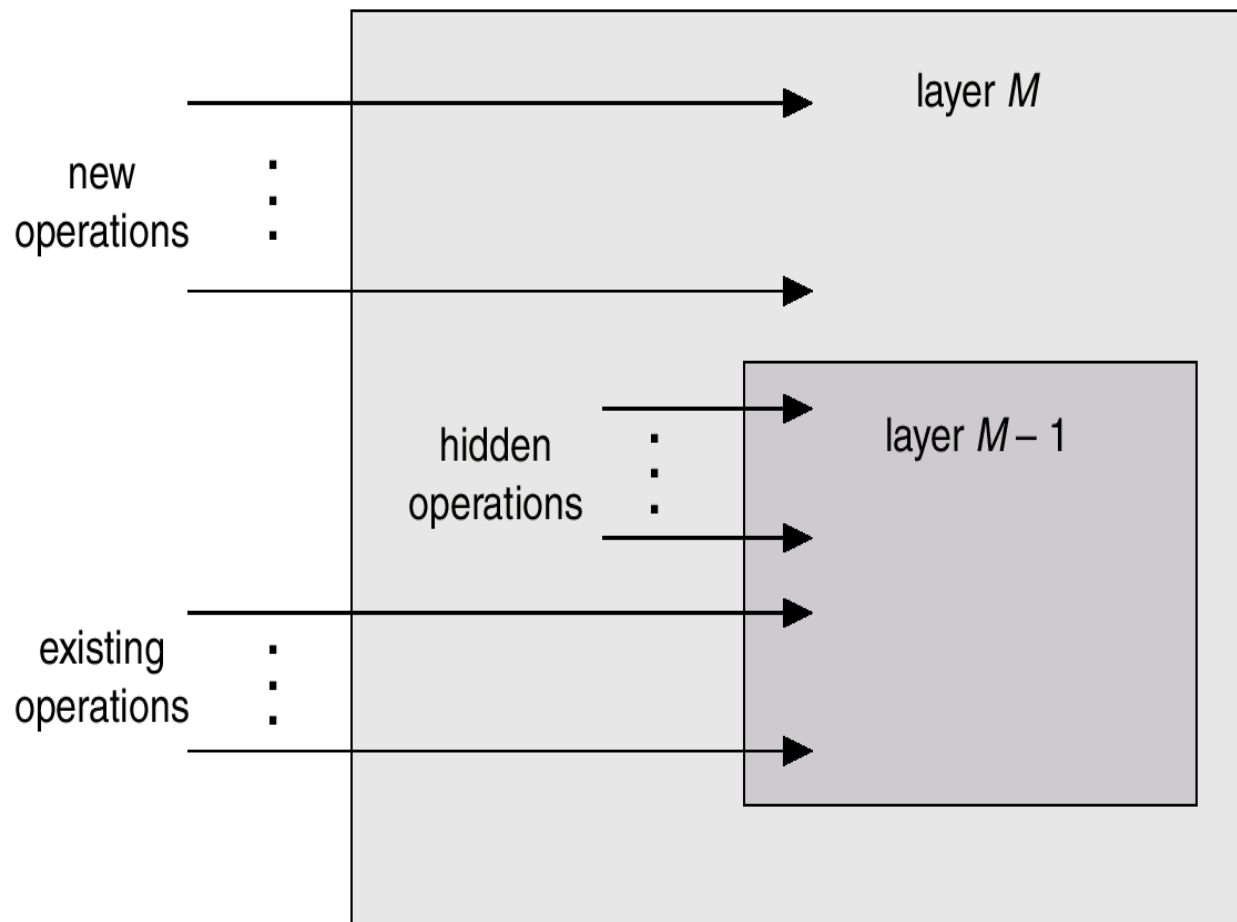 layer M
new
operations
layer M – 1
hidden
operations
existing
operations